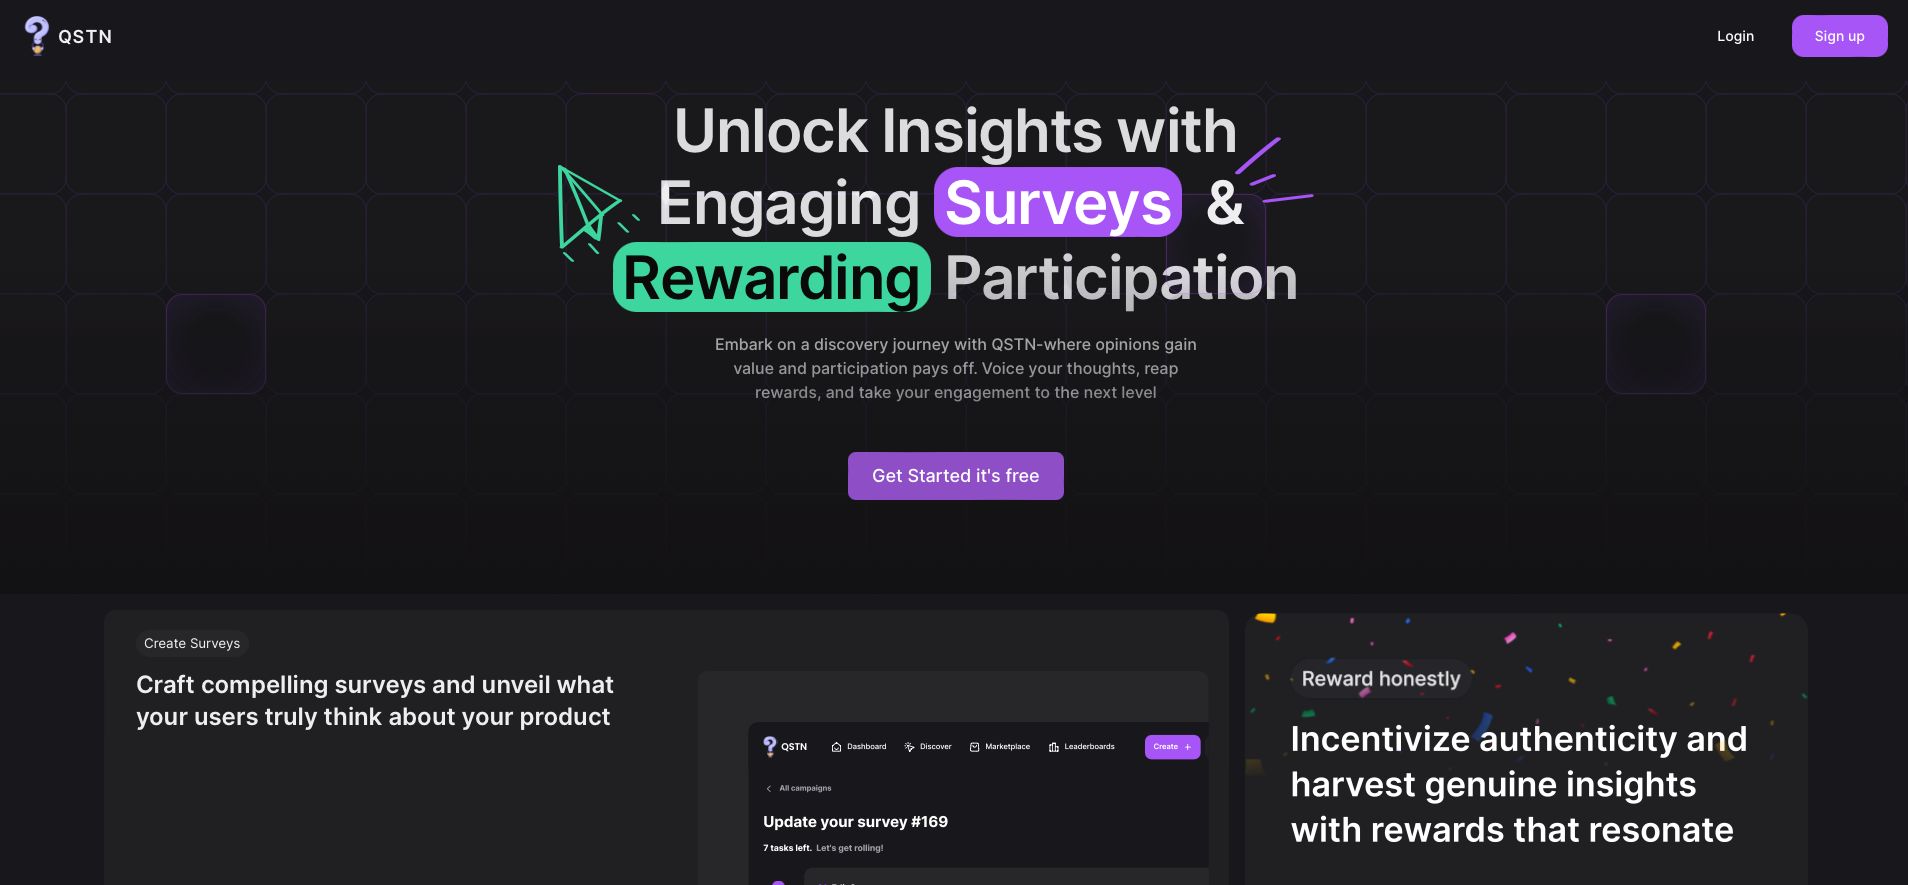 QSTN
Login
Sign up
Unlock Insights with
Engaging Surveys &
Rewarding Participation
Embark on a discovery journey with QSTN-where opinions gain
value and participation pays off. Voice your thoughts, reap
rewards, and take your engagement to the next level
Get Started it's free
Create Surveys
Craft compelling surveys and unveil what
your users truly think about your product
QSTN
Dashboard
Discover
Marketplace
Leaderboards
Create +
All campaigns
Update your survey #169
7 tasks left. Let's get rolling!
Reward honestly
Incentivize authenticity and
harvest genuine insights
with rewards that resonate